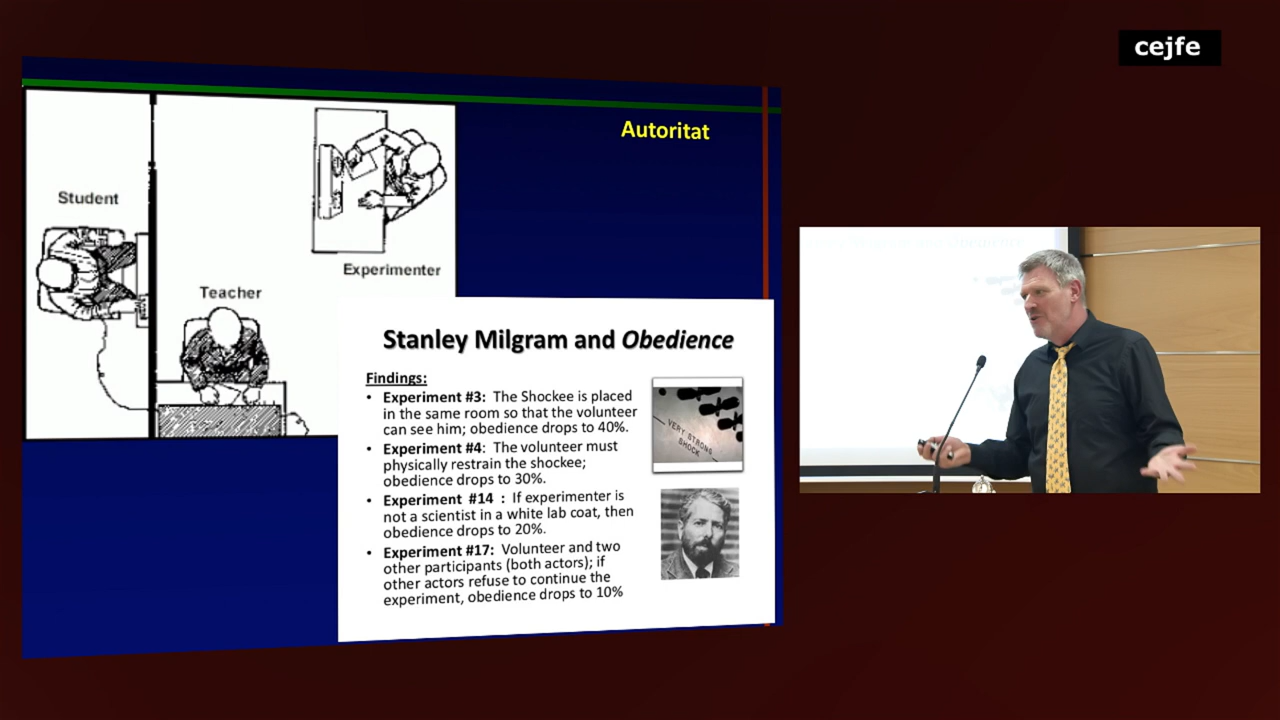 cejfe
Autoritat
Student
Experimenter
Teacher
Stanley Milgram and Obedience
Findings:
• Experiment #3: The Shockee is placed
in the same room so that the volunteer
can see him; obedience drops to 40%.
• Experiment #4: The volunteer must
physically restrain the shockee;
obedience drops to 30%.
• Experiment #14 : If experimenter is
not a scientist in a white lab coat, then
obedience drops to 20%.
• Experiment #17: Volunteer and two
other participants (both actors); if
other actors refuse to continue the
experiment, obedience drops to 10%
VERY STRONG
SHOCK